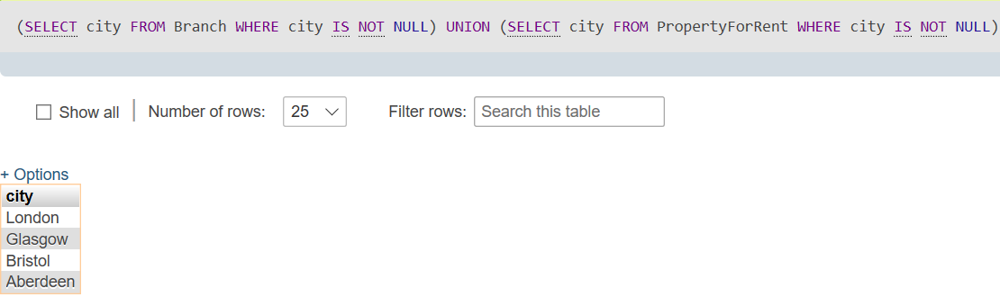 (SELECT city FROM Branch WHERE city IS NOT NULL) UNION (SELECT city FROM PropertyForRent WHERE city IS NOT NULL)
Show all Number of rows: 25 Filter rows: Search this table
+ Options
city
London
Glasgow
Bristol
Aberdeen